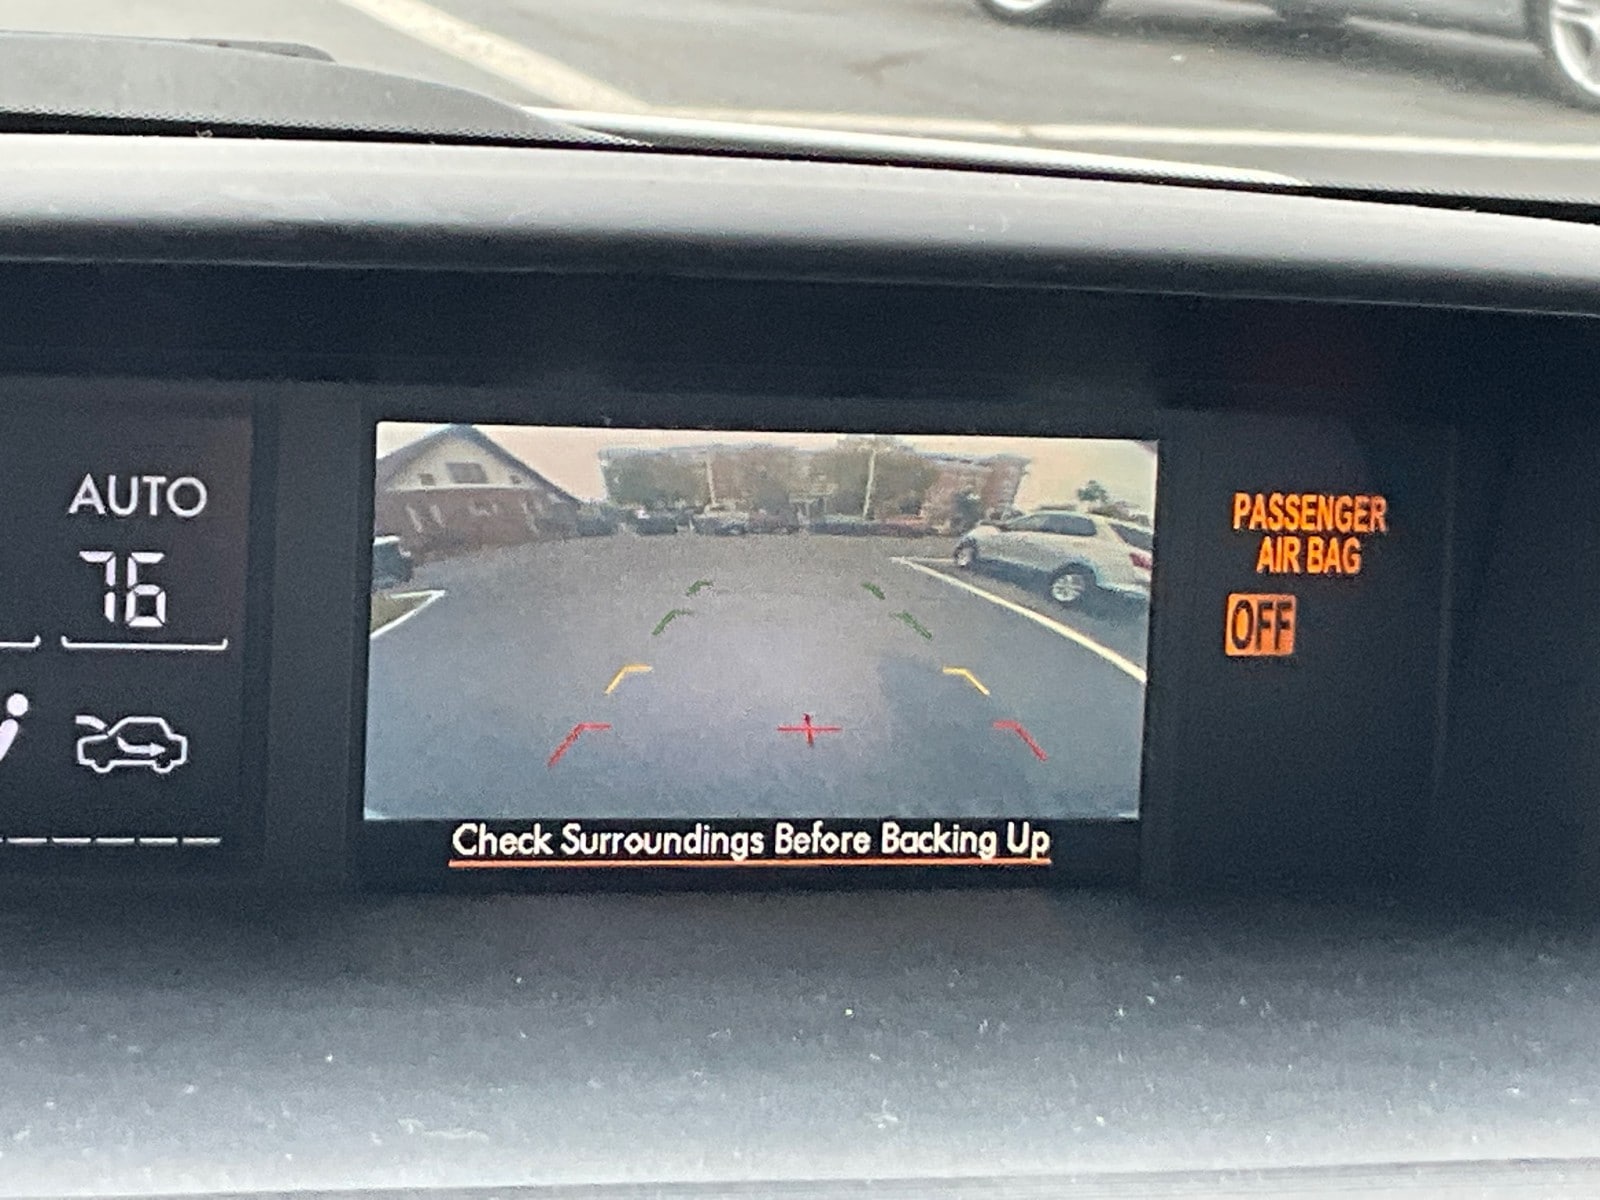 AUTO
76
PASSENGER
AIR BAG
OFF
Check Surroundings Before Backing Up